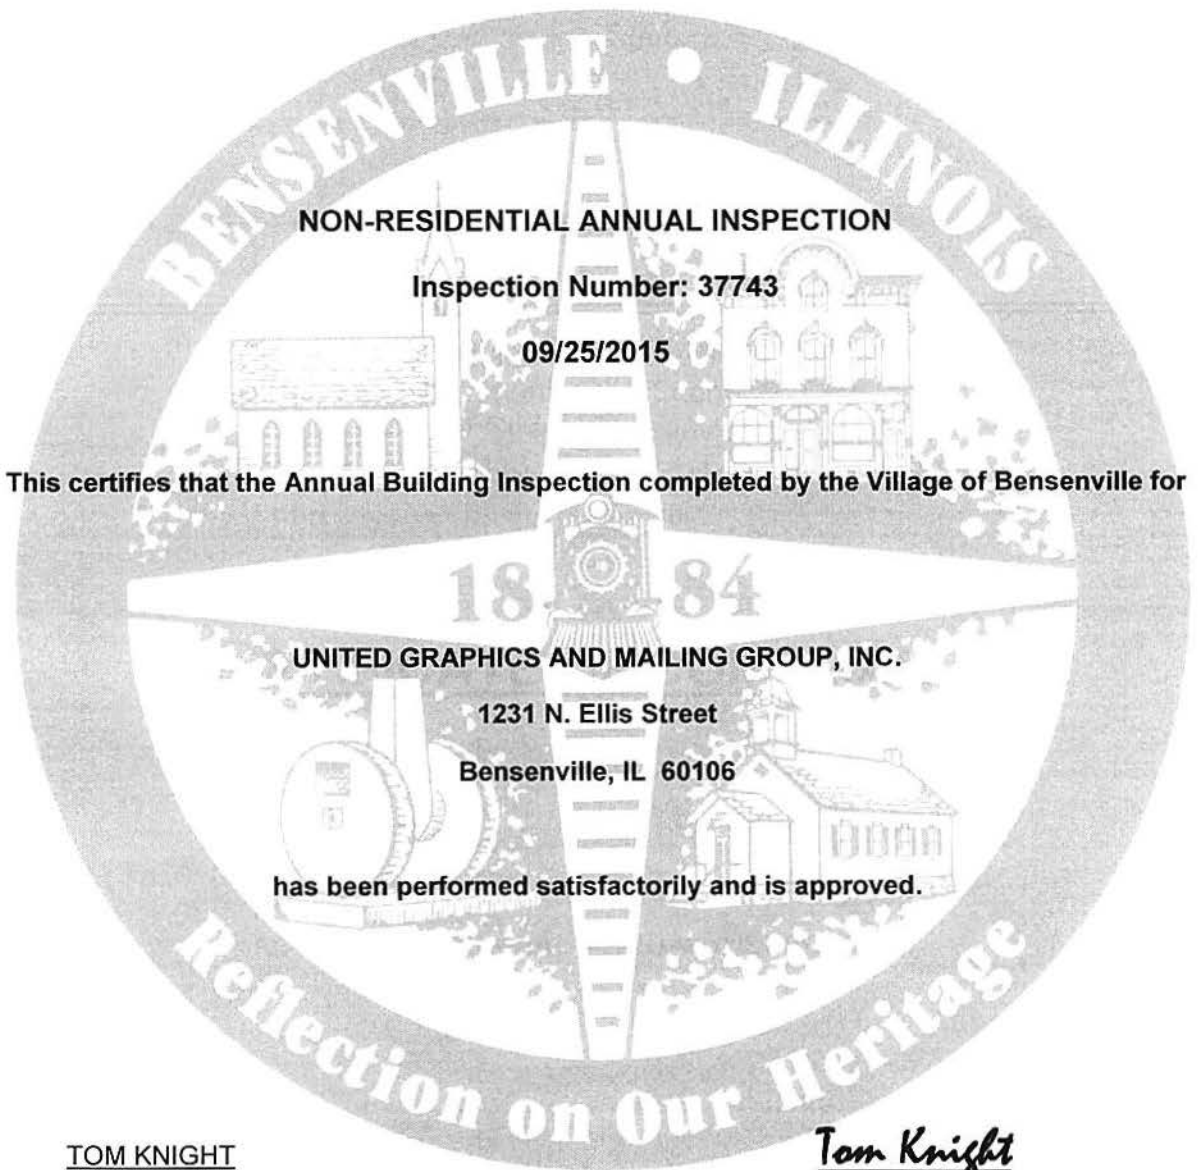 BENSENVILLE • ILLINOIS
NON-RESIDENTIAL ANNUAL INSPECTION
Inspection Number: 37743
09/25/2015
This certifies that the Annual Building Inspection completed by the Village of Bensenville for
18 84
UNITED GRAPHICS AND MAILING GROUP, INC.
1231 N. Ellis Street
Bensenville, IL 60106
has been performed satisfactorily and is approved.
Reflection on Our Heritage
TOM KNIGHT
Tom Knight